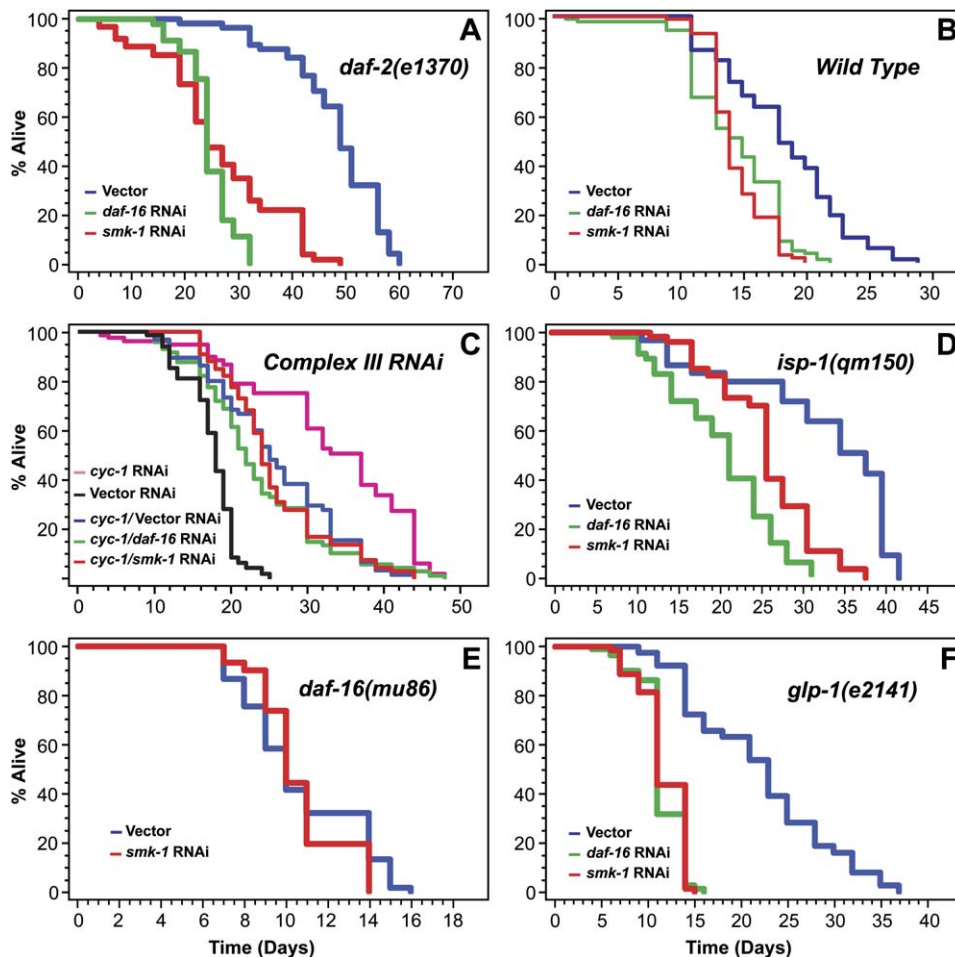 A
daf-2(e1370)
% Alive
100
80
60
40
20
0
Vector
daf-16 RNAi
smk-1 RNAi
0 10 20 30 40 50 60 70
B
Wild Type
% Alive
100
80
60
40
20
0
Vector
daf-16 RNAi
smk-1 RNAi
0 5 10 15 20 25 30
C
Complex III RNAi
% Alive
100
80
60
40
20
0
cyc-1 RNAi
Vector RNAi
cyc-1/Vector RNAi
cyc-1/daf-16 RNAi
cyc-1/smk-1 RNAi
0 10 20 30 40 50
D
isp-1(qm150)
% Alive
100
80
60
40
20
0
Vector
daf-16 RNAi
smk-1 RNAi
0 5 10 15 20 25 30 35 40 45
E
daf-16(mu86)
% Alive
100
80
60
40
20
0
Vector
smk-1 RNAi
0 2 4 6 8 10 12 14 16 18
Time (Days)
F
glp-1(e2141)
% Alive
100
80
60
40
20
0
Vector
daf-16 RNAi
smk-1 RNAi
0 5 10 15 20 25 30 35 40
Time (Days)